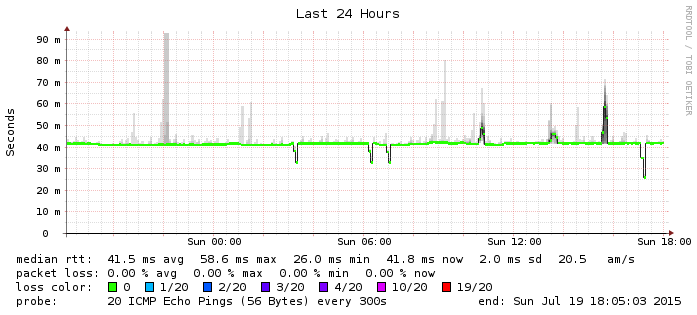 Last 24 Hours
RRDTOOL / TOBI OETIKER
Seconds
90 m
80 m
70 m
60 m
50 m
40 m
30 m
20 m
10 m
0
Sun 00:00 Sun 06:00 Sun 12:00 Sun 18:00
median rtt: 41.5 ms avg 58.6 ms max 26.0 ms min 41.8 ms now 2.0 ms sd 20.5 am/s
packet loss: 0.00 % avg 0.00 % max 0.00 % min 0.00 % now
loss color: 0 1/20 2/20 3/20 4/20 10/20 19/20
probe: 20 ICMP Echo Pings (56 Bytes) every 300s end: Sun Jul 19 18:05:03 2015